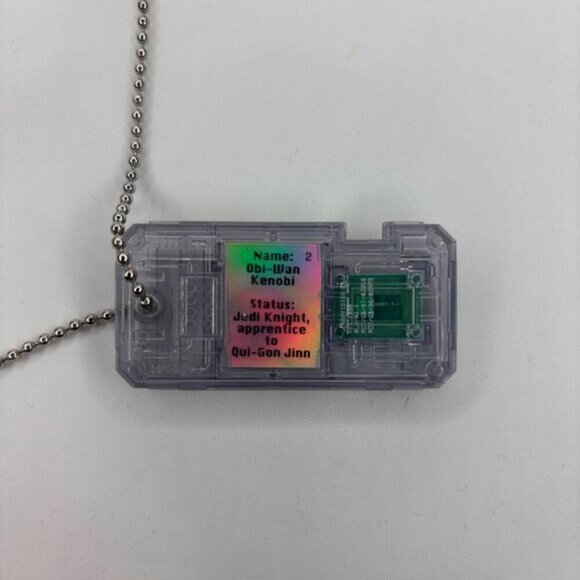 Name: 2
Obi-Wan
Kenobi
Status:
Jedi Knight,
apprentice
to
Qui-Gon Jinn